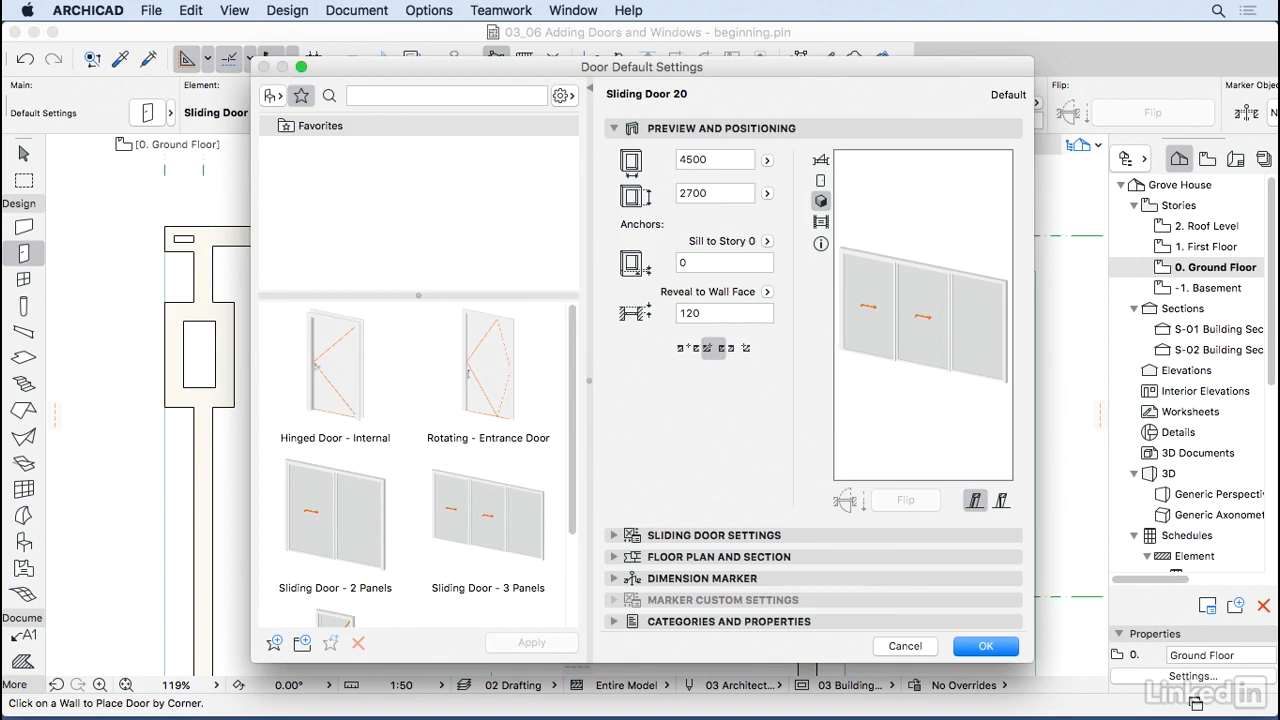 ARCHICAD File Edit View Design Document Options Teamwork Window Help
03_06 Adding Doors and Windows - beginning.pln
Main:
Element:
Default Settings
Sliding Door
Flip:
Flip
Marker Object
Door Default Settings
Favorites
Hinged Door - Internal
Rotating - Entrance Door
Sliding Door - 2 Panels
Sliding Door - 3 Panels
Apply
Sliding Door 20
Default
PREVIEW AND POSITIONING
4500
2700
Anchors:
Sill to Story 0
0
Reveal to Wall Face
120
Flip
SLIDING DOOR SETTINGS
FLOOR PLAN AND SECTION
DIMENSION MARKER
MARKER CUSTOM SETTINGS
CATEGORIES AND PROPERTIES
Cancel
OK
[0. Ground Floor]
Design
Docume
A1
More
Grove House
Stories
2. Roof Level
1. First Floor
0. Ground Floor
-1. Basement
Sections
S-01 Building Sec
S-02 Building Sec
Elevations
Interior Elevations
Worksheets
Details
3D Documents
3D
Generic Perspecti
Generic Axonomet
Schedules
Element
Properties
0.
Ground Floor
Settings...
119%
0.00°
1:50
02 Drafting
Entire Model
03 Architect...
03 Building...
No Overrides
Click on a Wall to Place Door by Corner.
Linked in